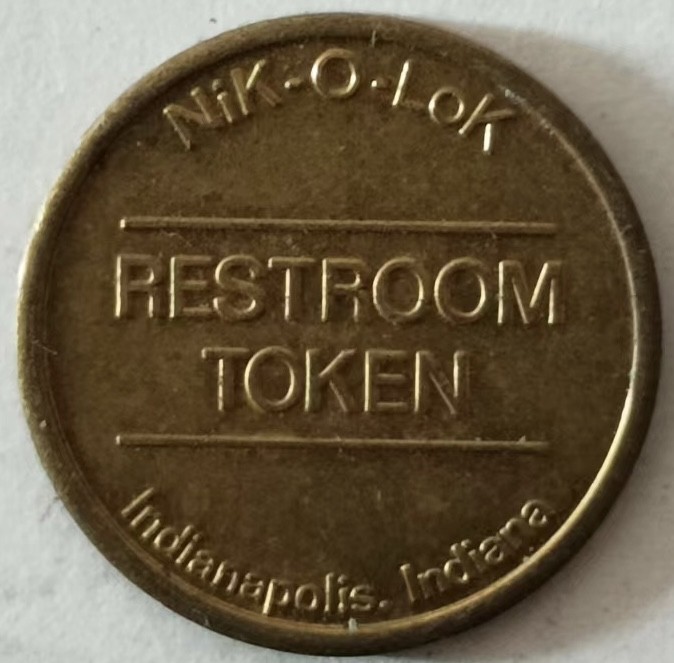 NiK-O-LoK
RESTROOM
TOKEN
Indianapolis, Indiana